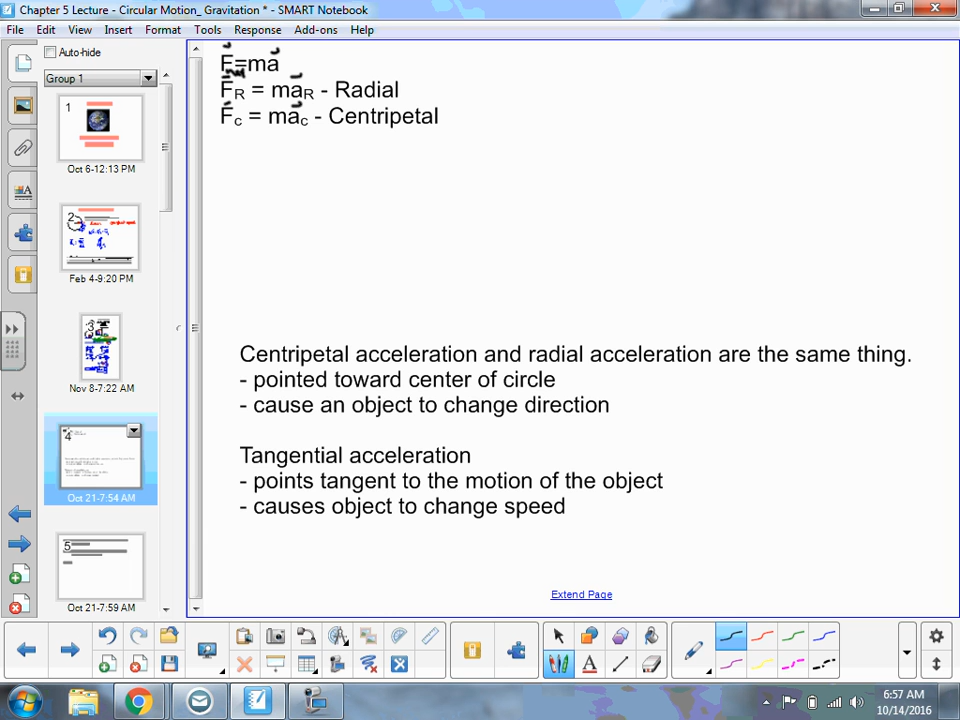 Chapter 5 Lecture - Circular Motion_ Gravitation * - SMART Notebook
File Edit View Insert Format Tools Response Add-ons Help
Auto-hide
Group 1
1
Oct 6-12:13 PM
2
Feb 4-9:20 PM
3
Nov 8-7:22 AM
4
Oct 21-7:54 AM
5
Oct 21-7:59 AM
F=ma
FR = maR - Radial
Fc = mac - Centripetal
Centripetal acceleration and radial acceleration are the same thing.
- pointed toward center of circle
- cause an object to change direction
Tangential acceleration
- points tangent to the motion of the object
- causes object to change speed
Extend Page
6:57 AM
10/14/2016